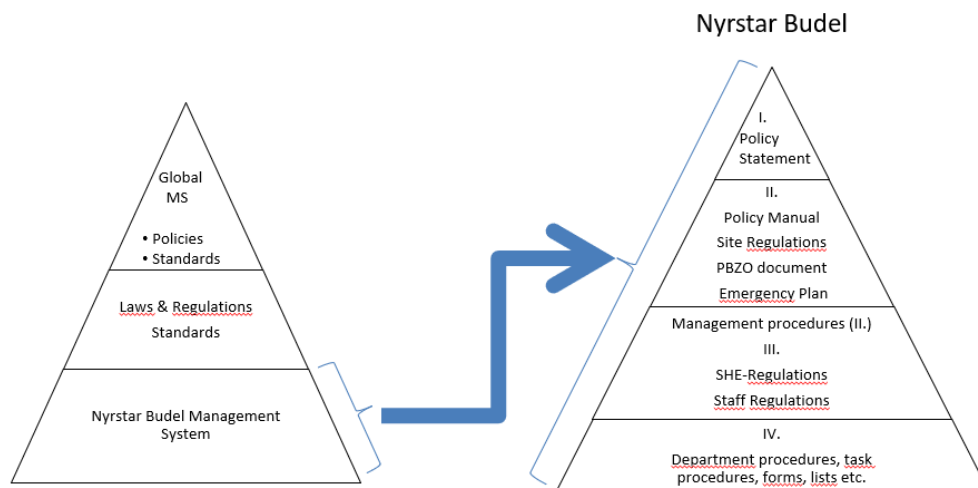 Nyrstar Budel
Global
MS
• Policies
• Standards
Laws & Regulations
Standards
Nyrstar Budel Management
System
I.
Policy
Statement
II.
Policy Manual
Site Regulations
PBZO document
Emergency Plan
Management procedures (II.)
III.
SHE-Regulations
Staff Regulations
IV.
Department procedures, task
procedures, forms, lists etc.